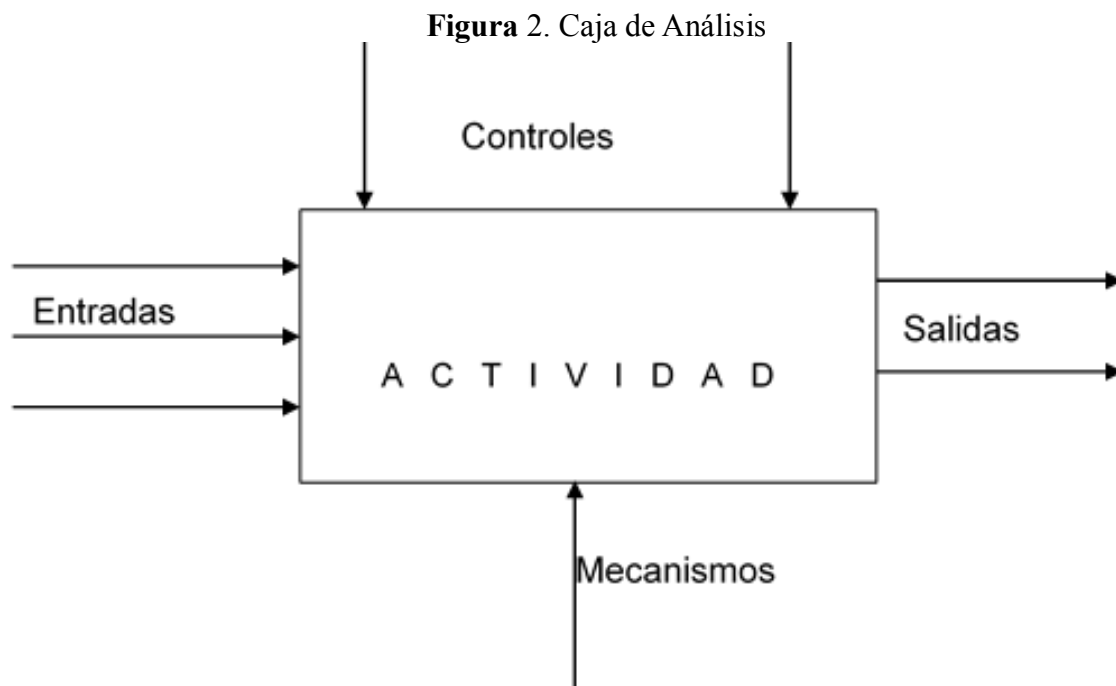 Figura 2. Caja de Análisis
Controles
Entradas
Salidas
A C T I V I D A D
Mecanismos